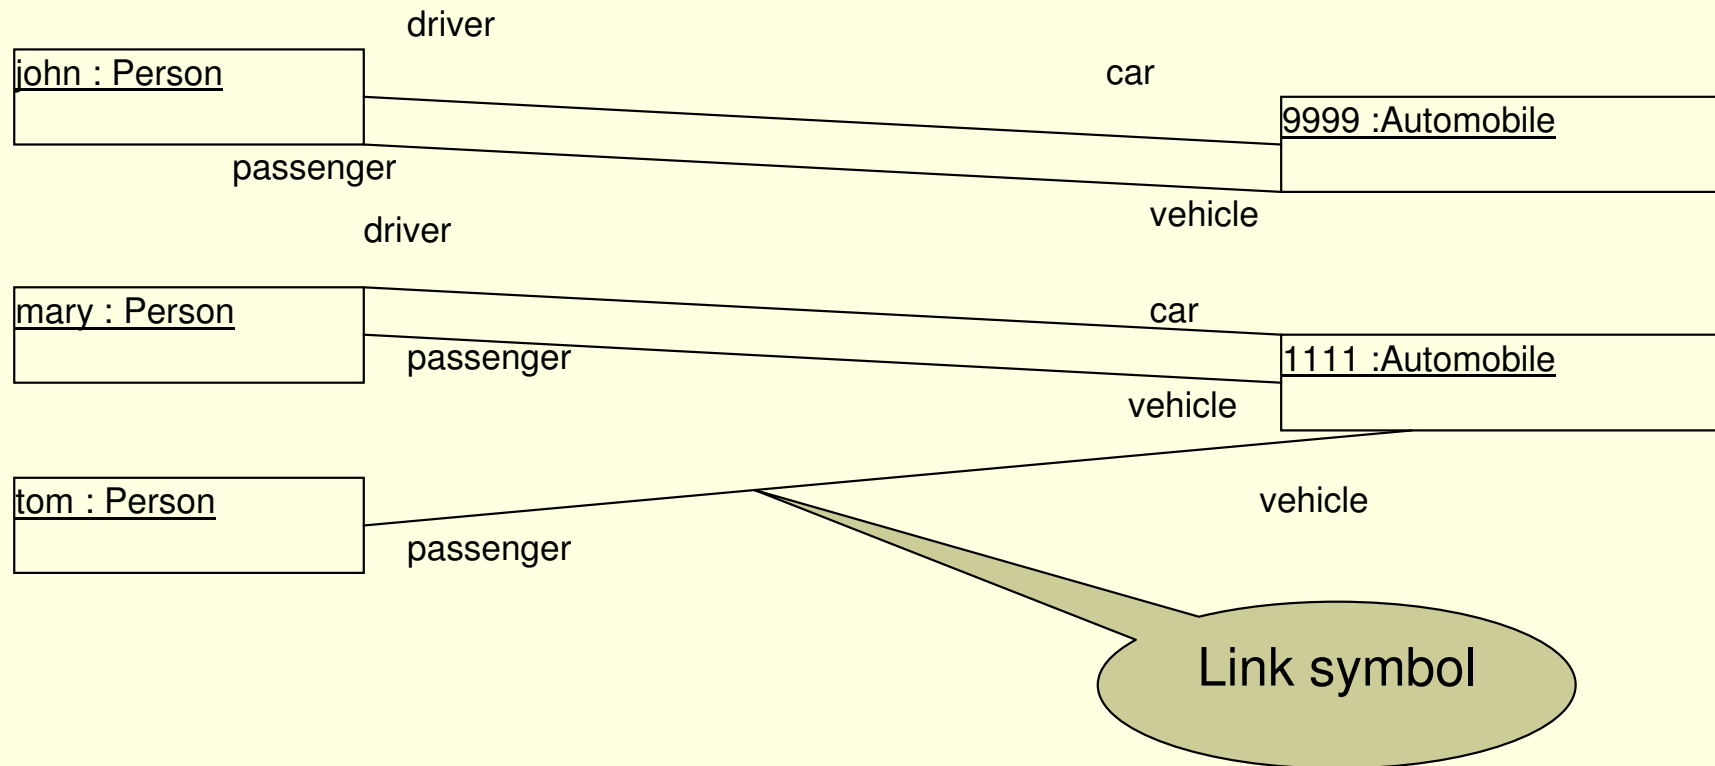 driver
john : Person
car
9999 :Automobile
passenger
vehicle
driver
mary : Person
car
passenger
1111 :Automobile
vehicle
tom : Person
vehicle
passenger
Link symbol